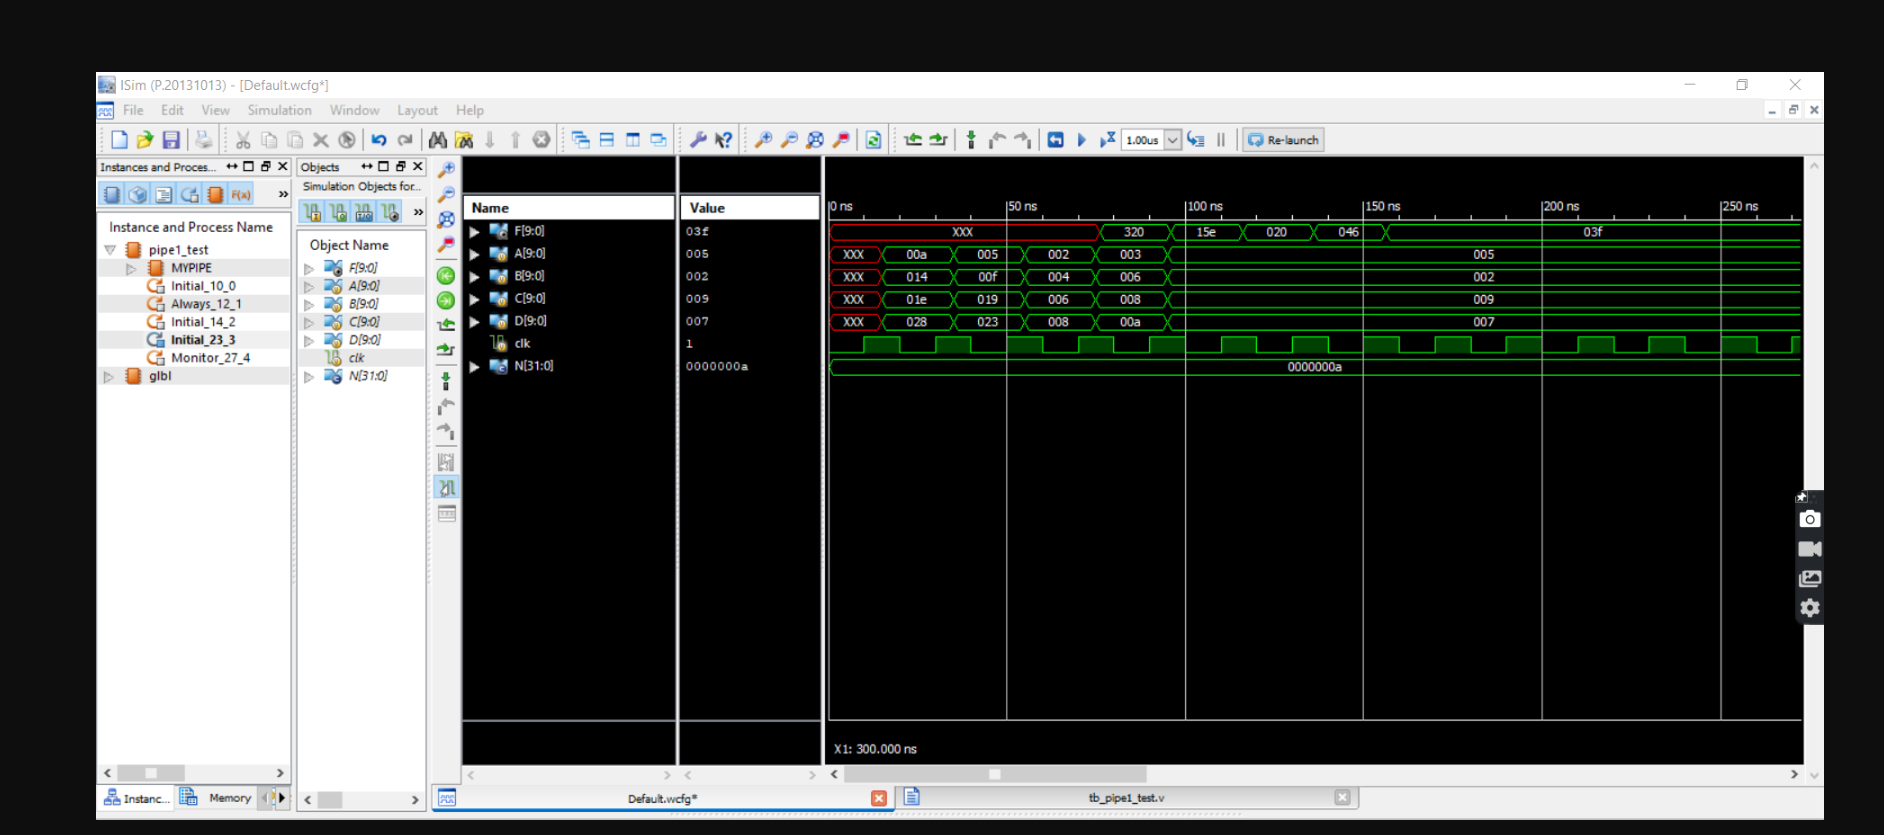 ISim (P.20131013) - [Default.wcfg*]
File Edit View Simulation Window Layout Help
1.00us Re-launch
Instances and Proces...
F(x) »
Instance and Process Name
pipe1_test
MYPIPE
Initial_10_0
Always_12_1
Initial_14_2
Initial_23_3
Monitor_27_4
glbl
Instanc... Memory
Objects
Simulation Objects for...
»
Object Name
F[9:0]
A[9:0]
B[9:0]
C[9:0]
D[9:0]
clk
N[31:0]
Name Value
F[9:0] 03f
A[9:0] 005
B[9:0] 002
C[9:0] 009
D[9:0] 007
clk 1
N[31:0] 0000000a
0 ns 50 ns 100 ns 150 ns 200 ns 250 ns
XXX 320 15e 020 046 03f
XXX 00a 005 002 003 005
XXX 014 00f 004 006 002
XXX 01e 019 006 008 009
XXX 028 023 008 00a 007
0000000a
X1: 300.000 ns
Default.wcfg* tb_pipe1_test.v